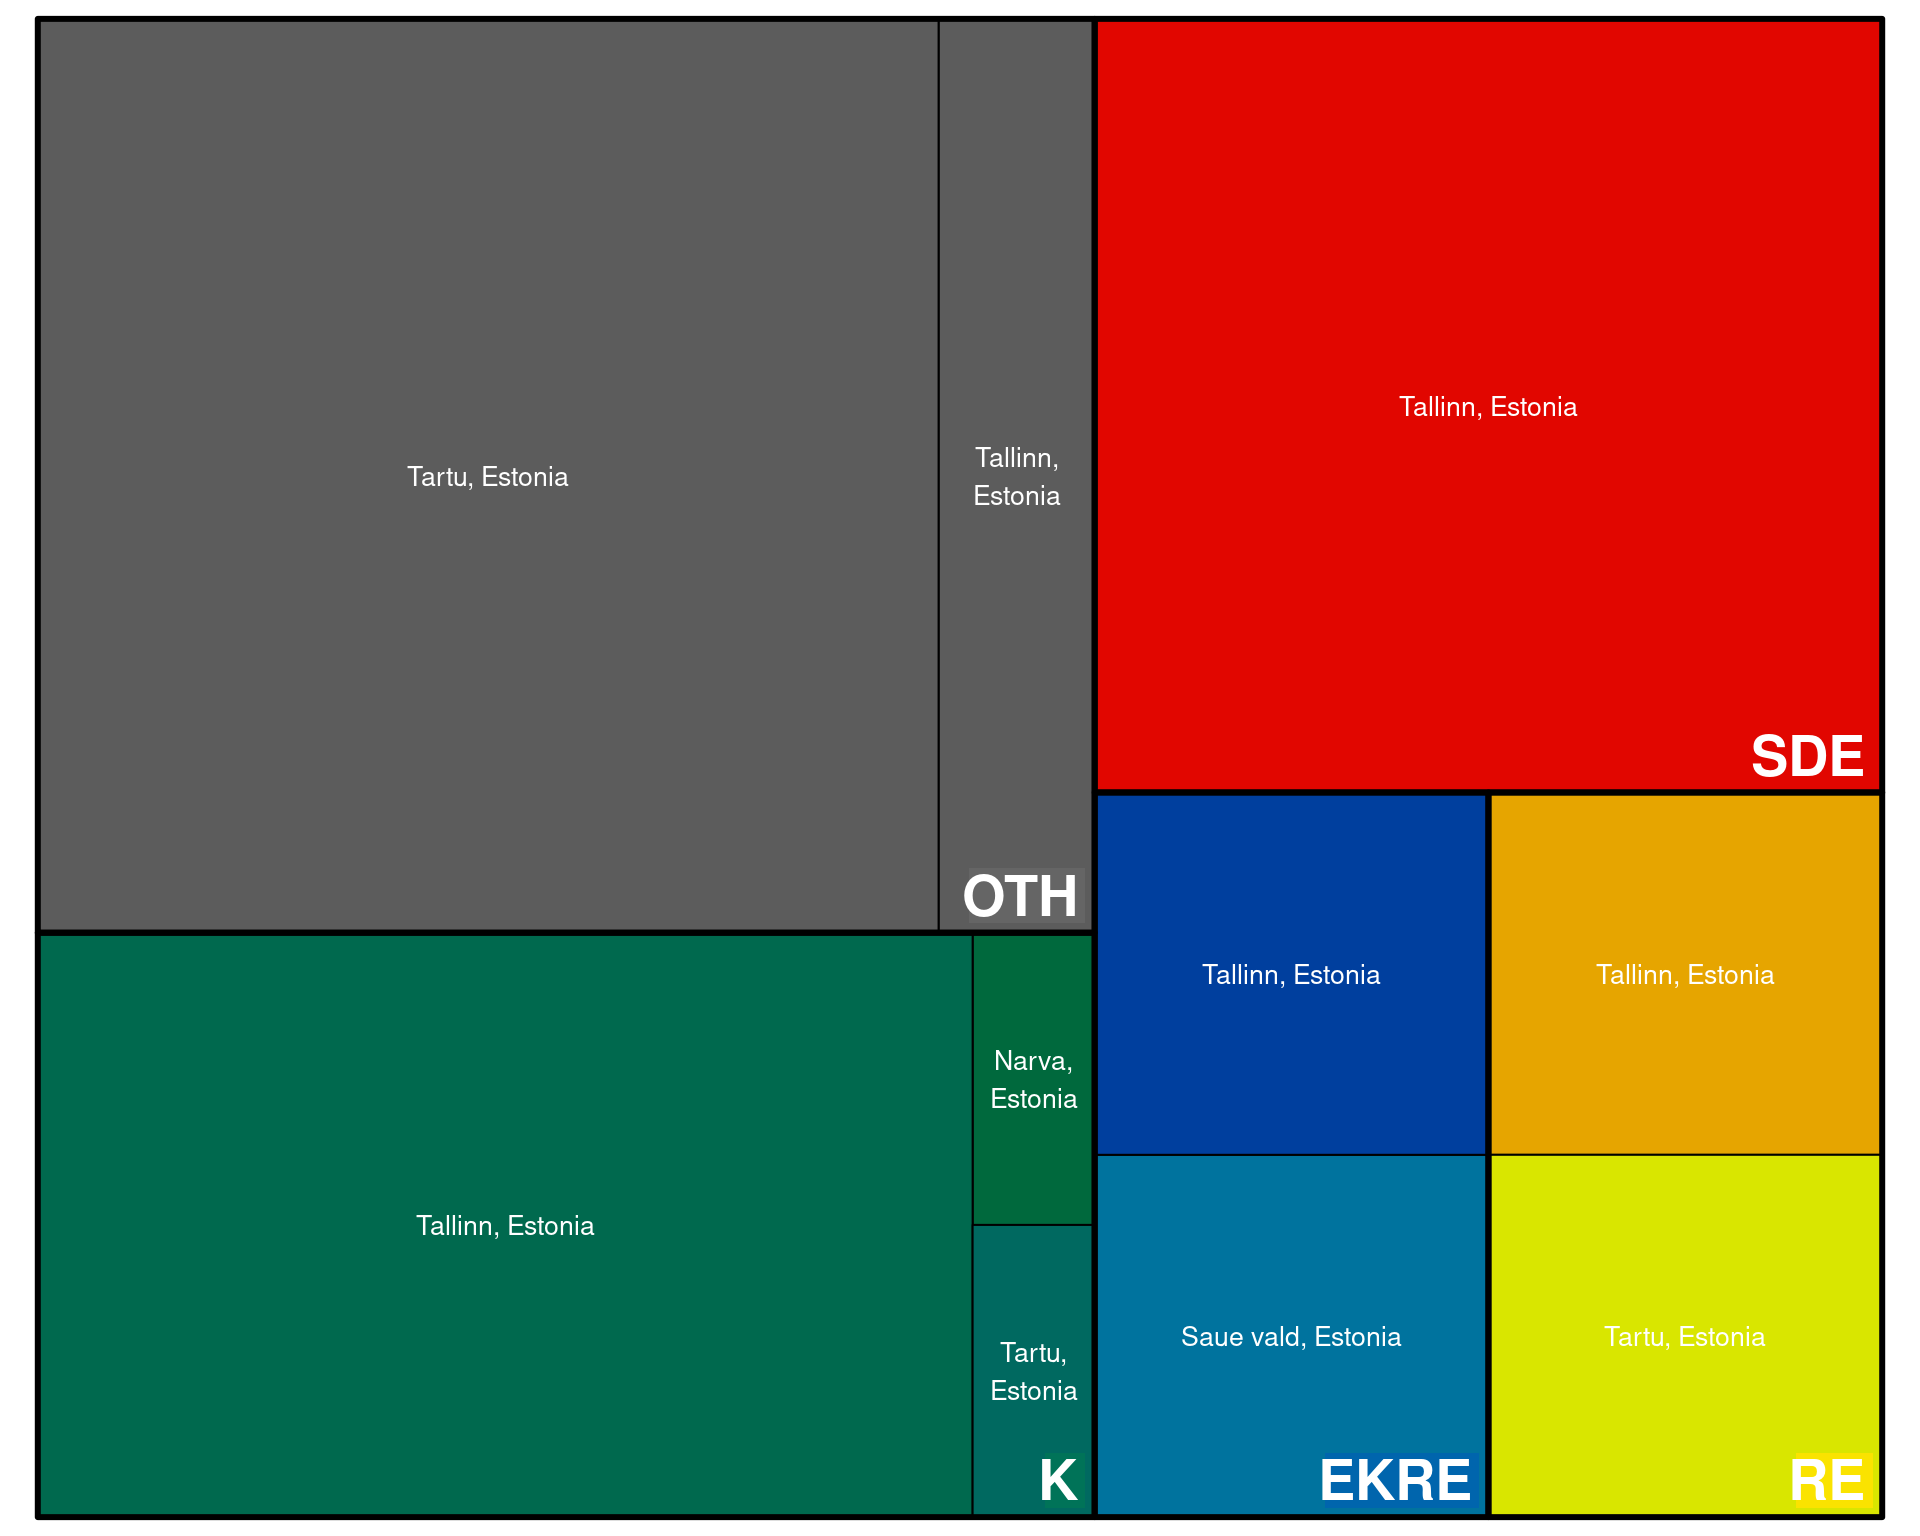 Tartu, Estonia
Tallinn,
Estonia
OTH
Tallinn, Estonia
SDE
Tallinn, Estonia
Narva,
Estonia
Tartu,
Estonia
K
Tallinn, Estonia
Saue vald, Estonia
EKRE
Tallinn, Estonia
Tartu, Estonia
RE